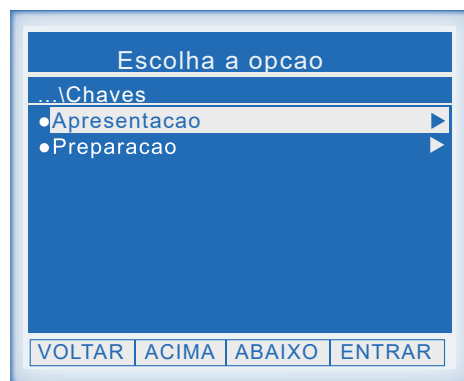 Escolha a opcao
...\Chaves
●Apresentacao
●Preparacao
VOLTAR ACIMA ABAIXO ENTRAR